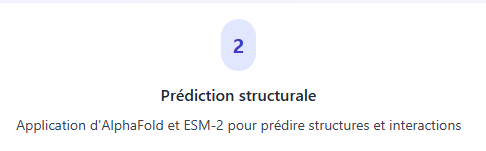 2
Prédiction structurale
Application d'AlphaFold et ESM-2 pour prédire structures et interactions